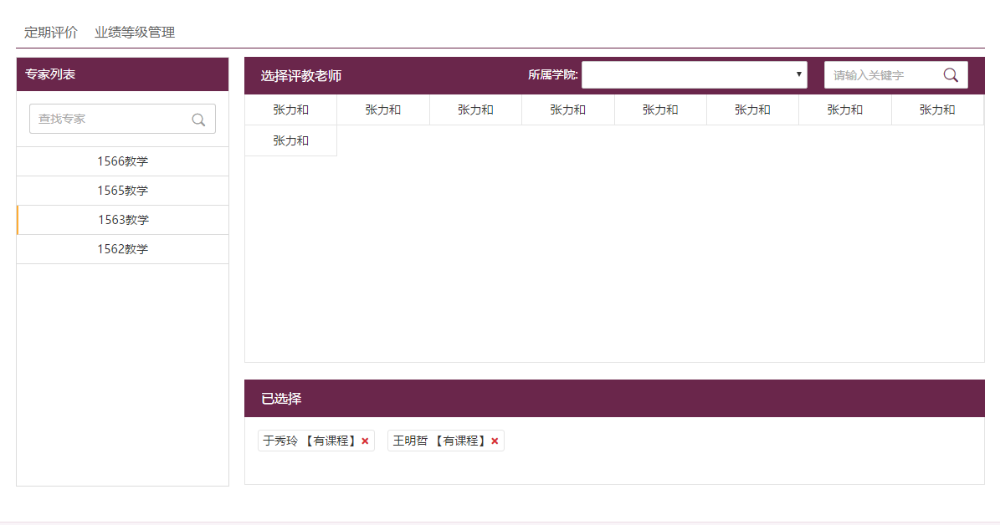 定期评价 业绩等级管理
专家列表
查找专家
1566教学
1565教学
1563教学
1562教学
选择评教老师 所属学院: 请输入关键字
张力和 张力和 张力和 张力和 张力和 张力和 张力和 张力和
张力和
已选择
于秀玲 【有课程】 王明哲 【有课程】